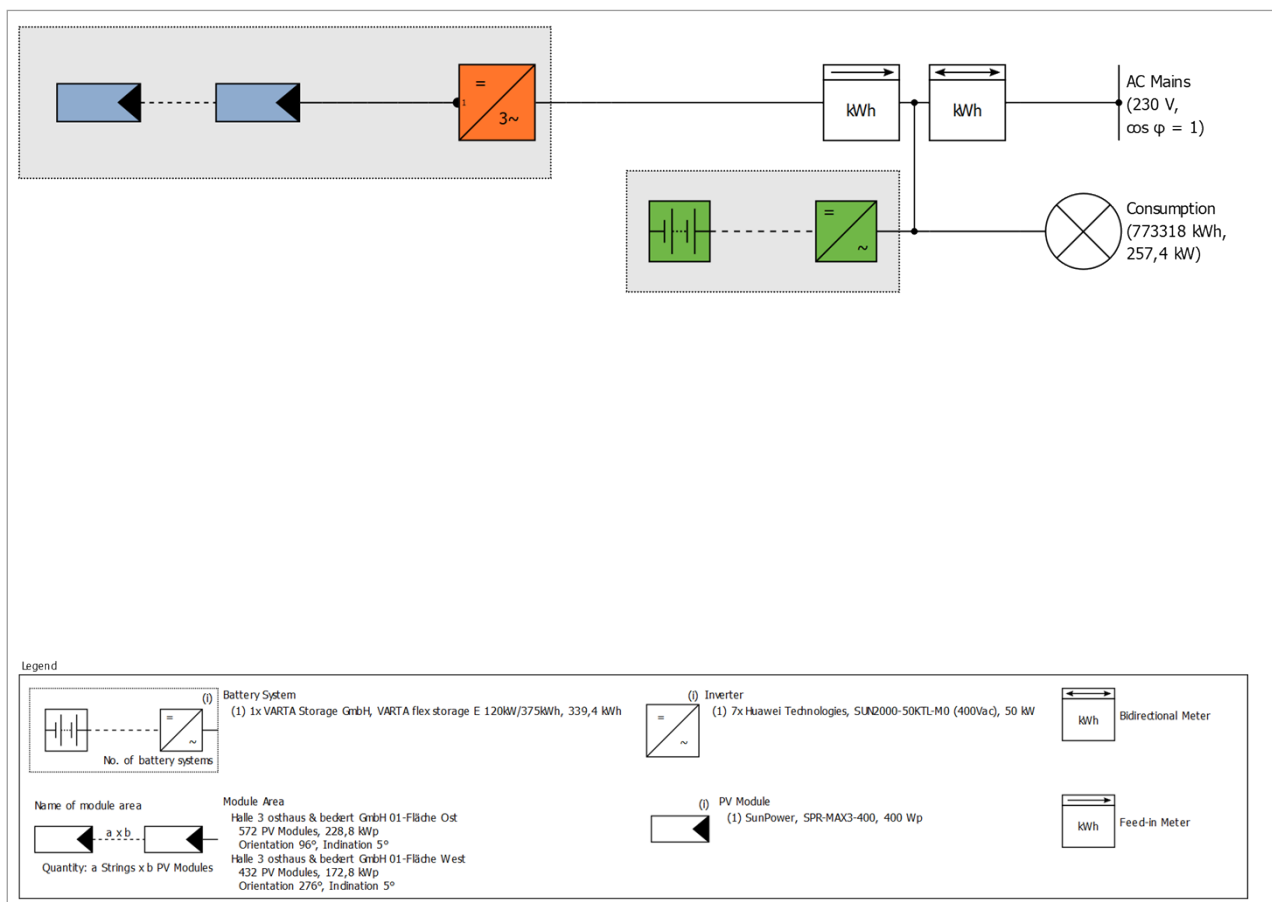 =
1
3~
kWh
kWh
AC Mains
(230 V,
cos φ = 1)
=
~
Consumption
(773318 kWh,
257,4 kW)
Legend
(i)
Battery System
(1) 1x VARTA Storage GmbH, VARTA flex storage E 120kW/375kWh, 339,4 kWh
=
~
No. of battery systems
(i)
Inverter
(1) 7x Huawei Technologies, SUN2000-50KTL-M0 (400Vac), 50 kW
=
~
kWh
Bidirectional Meter
Name of module area
a x b
Quantity: a Strings x b PV Modules
Module Area
Halle 3 osthaus & beckert GmbH 01-Fläche Ost
572 PV Modules, 228,8 kWp
Orientation 96°, Inclination 5°
Halle 3 osthaus & beckert GmbH 01-Fläche West
432 PV Modules, 172,8 kWp
Orientation 276°, Inclination 5°
(i)
PV Module
(1) SunPower, SPR-MAX3-400, 400 Wp
kWh
Feed-in Meter